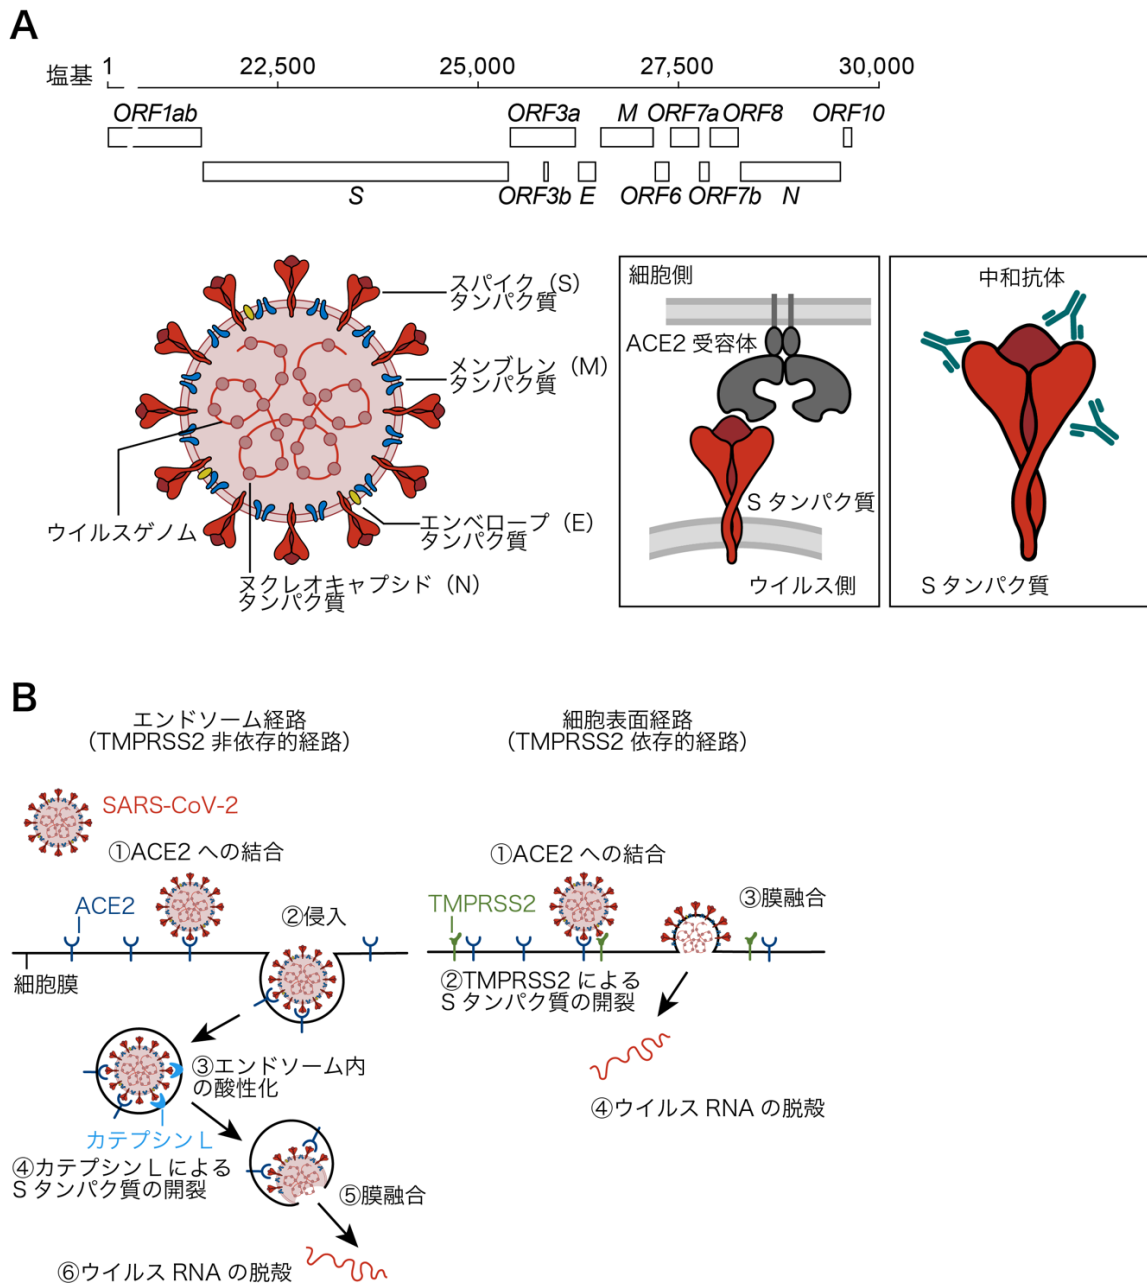 A
塩基 1 22,500 25,000 27,500 30,000
ORF1ab ORF3a M ORF7a ORF8 ORF10
S ORF3b E ORF6 ORF7b N
スパイク（S）
タンパク質
メンブレン（M）
タンパク質
エンベロープ（E）
タンパク質
ウイルスゲノム
ヌクレオキャプシド（N）
タンパク質
細胞側
ACE2 受容体
S タンパク質
ウイルス側
中和抗体
S タンパク質
B
エンドソーム経路
（TMPRSS2 非依存的経路）
SARS-CoV-2
①ACE2 への結合
ACE2
②侵入
細胞膜
③エンドソーム内
の酸性化
カテプシン L
④カテプシン L による
S タンパク質の開裂
⑤膜融合
⑥ウイルス RNA の脱殻
細胞表面経路
（TMPRSS2 依存的経路）
①ACE2 への結合
TMPRSS2
③膜融合
②TMPRSS2 による
S タンパク質の開裂
④ウイルス RNA の脱殻